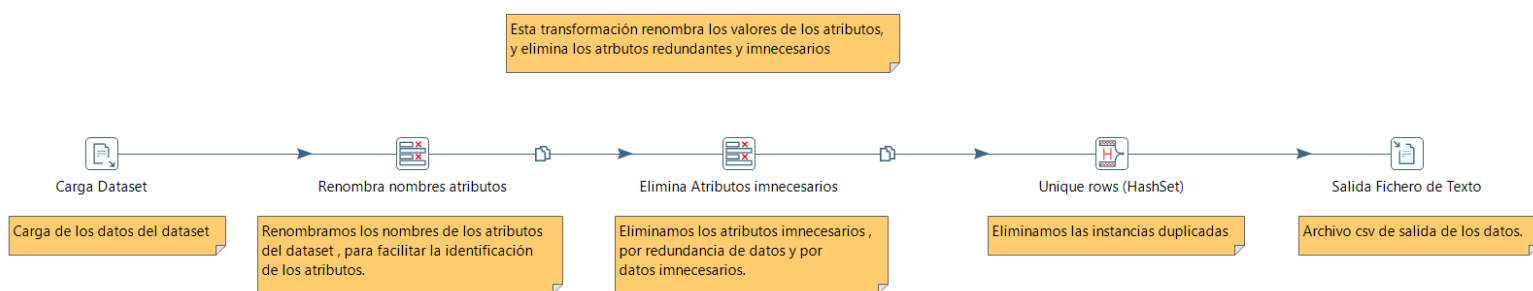 Esta transformación renombra los valores de los atributos,
y elimina los atrbutos redundantes y imnecesarios
Carga Dataset
Renombra nombres atributos
Elimina Atributos imnecesarios
Unique rows (HashSet)
Salida Fichero de Texto
Carga de los datos del dataset
Renombramos los nombres de los atributos
del dataset , para facilitar la identificación
de los atributos.
Eliminamos los atributos imnecesarios ,
por redundancia de datos y por
datos imnecesarios.
Eliminamos las instancias duplicadas
Archivo csv de salida de los datos.